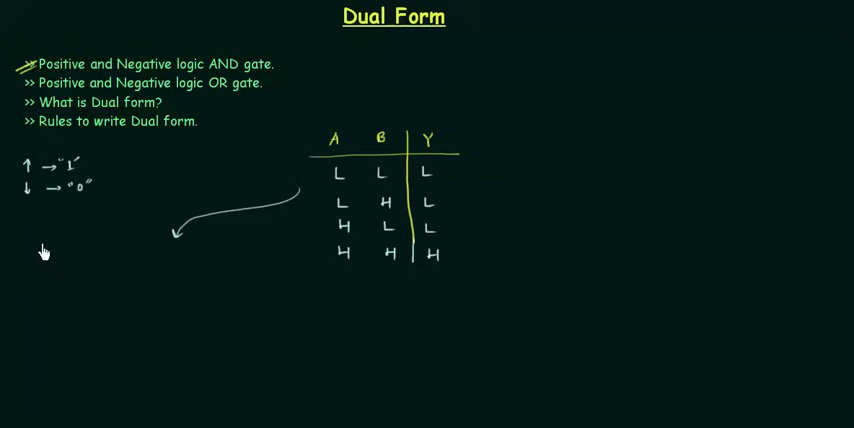 Dual Form
>> Positive and Negative logic AND gate.
>> Positive and Negative logic OR gate.
>> What is Dual form?
>> Rules to write Dual form.
↑ → "1"
↓ → "0"
A B Y
L L L
L H L
H L L
H H H